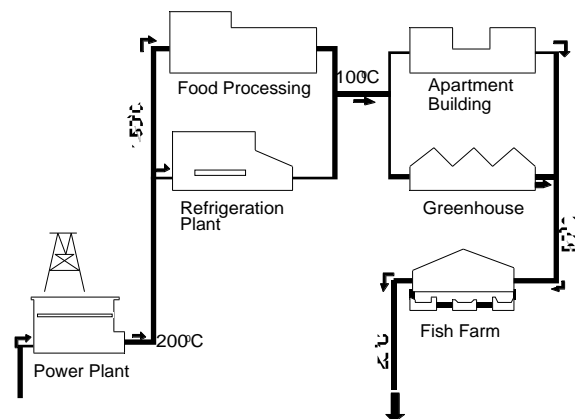 100°C
Food Processing
Apartment
Building
Refrigeration
Plant
Greenhouse
200°C
Power Plant
Fish Farm